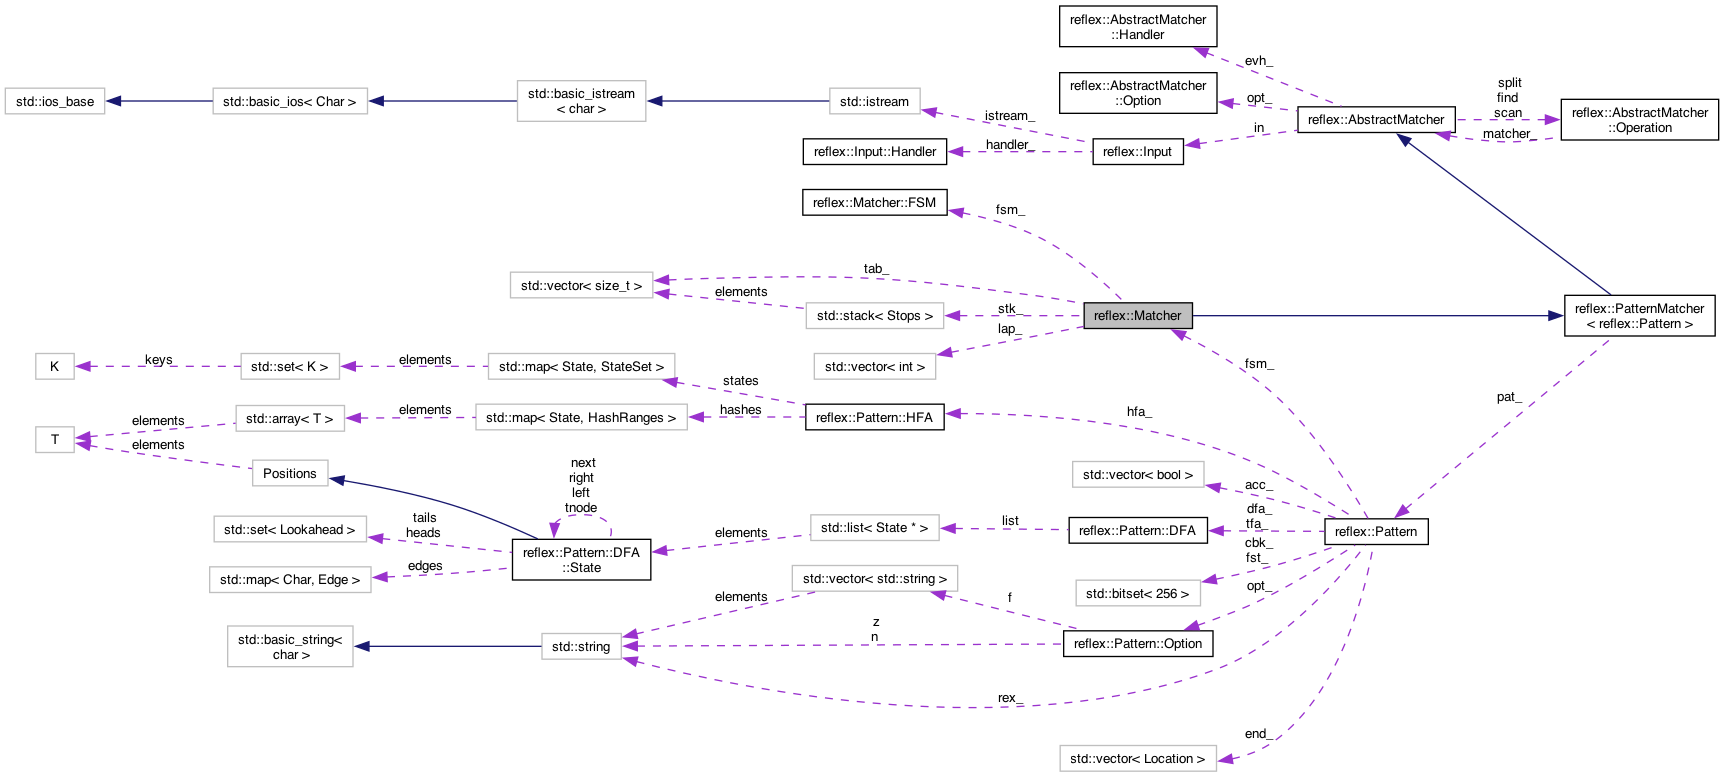 reflex::AbstractMatcher
::Handler
evh_
std::ios_base
std::basic_ios< Char >
std::basic_istream
< char >
std::istream
reflex::AbstractMatcher
::Option
opt_
split
find
scan
matcher_
reflex::AbstractMatcher
reflex::AbstractMatcher
::Operation
istream_
in_
reflex::Input::Handler
handler_
reflex::Input
reflex::Matcher::FSM
fsm_
tab_
std::vector< size_t >
elements
std::stack< Stops >
stk_
lap_
reflex::Matcher
reflex::PatternMatcher
< reflex::Pattern >
std::vector< int >
K
keys
std::set< K >
elements
std::map< State, StateSet >
states
fsm_
pat_
T
elements
elements
std::array< T >
elements
std::map< State, HashRanges >
hashes
reflex::Pattern::HFA
hfa_
Positions
next
right
left
tnode
std::vector< bool >
acc_
std::set< Lookahead >
tails
heads
reflex::Pattern::DFA
::State
elements
std::list< State * >
list
reflex::Pattern::DFA
dfa_
tfa_
reflex::Pattern
std::map< Char, Edge >
edges
cbk_
fst_
std::bitset< 256 >
opt_
std::vector< std::string >
elements
f
z
n
reflex::Pattern::Option
std::basic_string<
char >
std::string
rex_
end_
std::vector< Location >